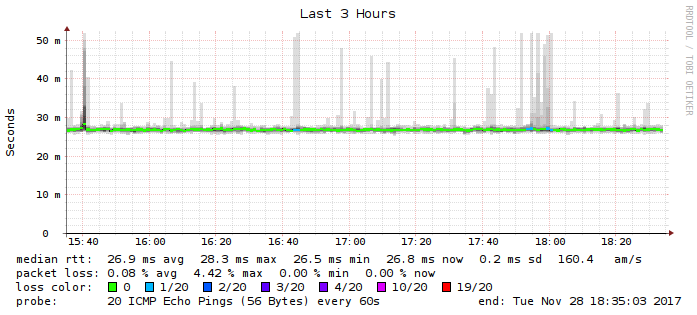 Last 3 Hours
RRDTOOL / TOBI OETIKER
Seconds
50 m
40 m
30 m
20 m
10 m
0
15:40 16:00 16:20 16:40 17:00 17:20 17:40 18:00 18:20
median rtt: 26.9 ms avg 28.3 ms max 26.5 ms min 26.8 ms now 0.2 ms sd 160.4 am/s
packet loss: 0.08 % avg 4.42 % max 0.00 % min 0.00 % now
loss color: 0 1/20 2/20 3/20 4/20 10/20 19/20
probe: 20 ICMP Echo Pings (56 Bytes) every 60s end: Tue Nov 28 18:35:03 2017